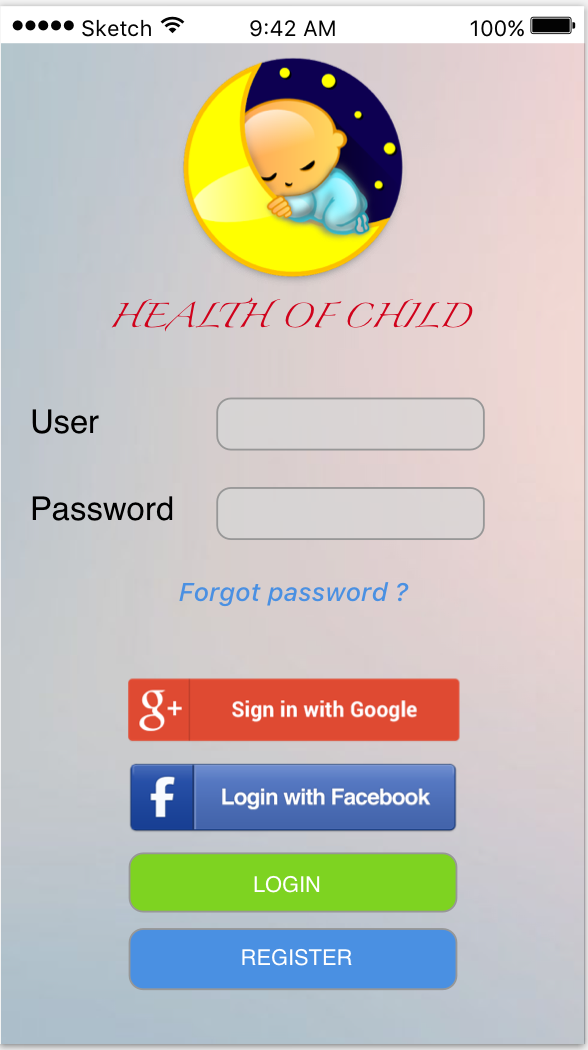 Sketch 9:42 AM 100%
HEALTH OF CHILD
User
Password
Forgot password ?
g+ Sign in with Google
f Login with Facebook
LOGIN
REGISTER